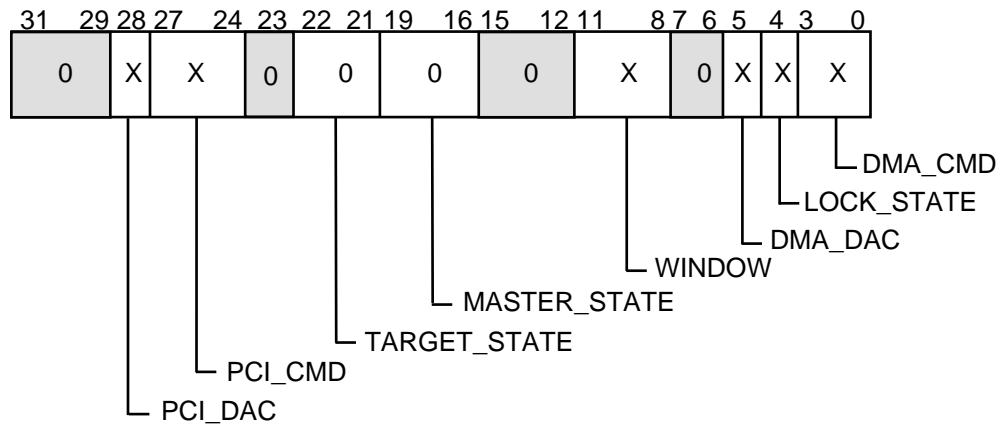 31 29 28 27 24 23 22 21 19 16 15 12 11 8 7 6 5 4 3 0
0 X X 0 0 0 0 X 0 X X X
DMA_CMD
LOCK_STATE
DMA_DAC
WINDOW
MASTER_STATE
TARGET_STATE
PCI_CMD
PCI_DAC